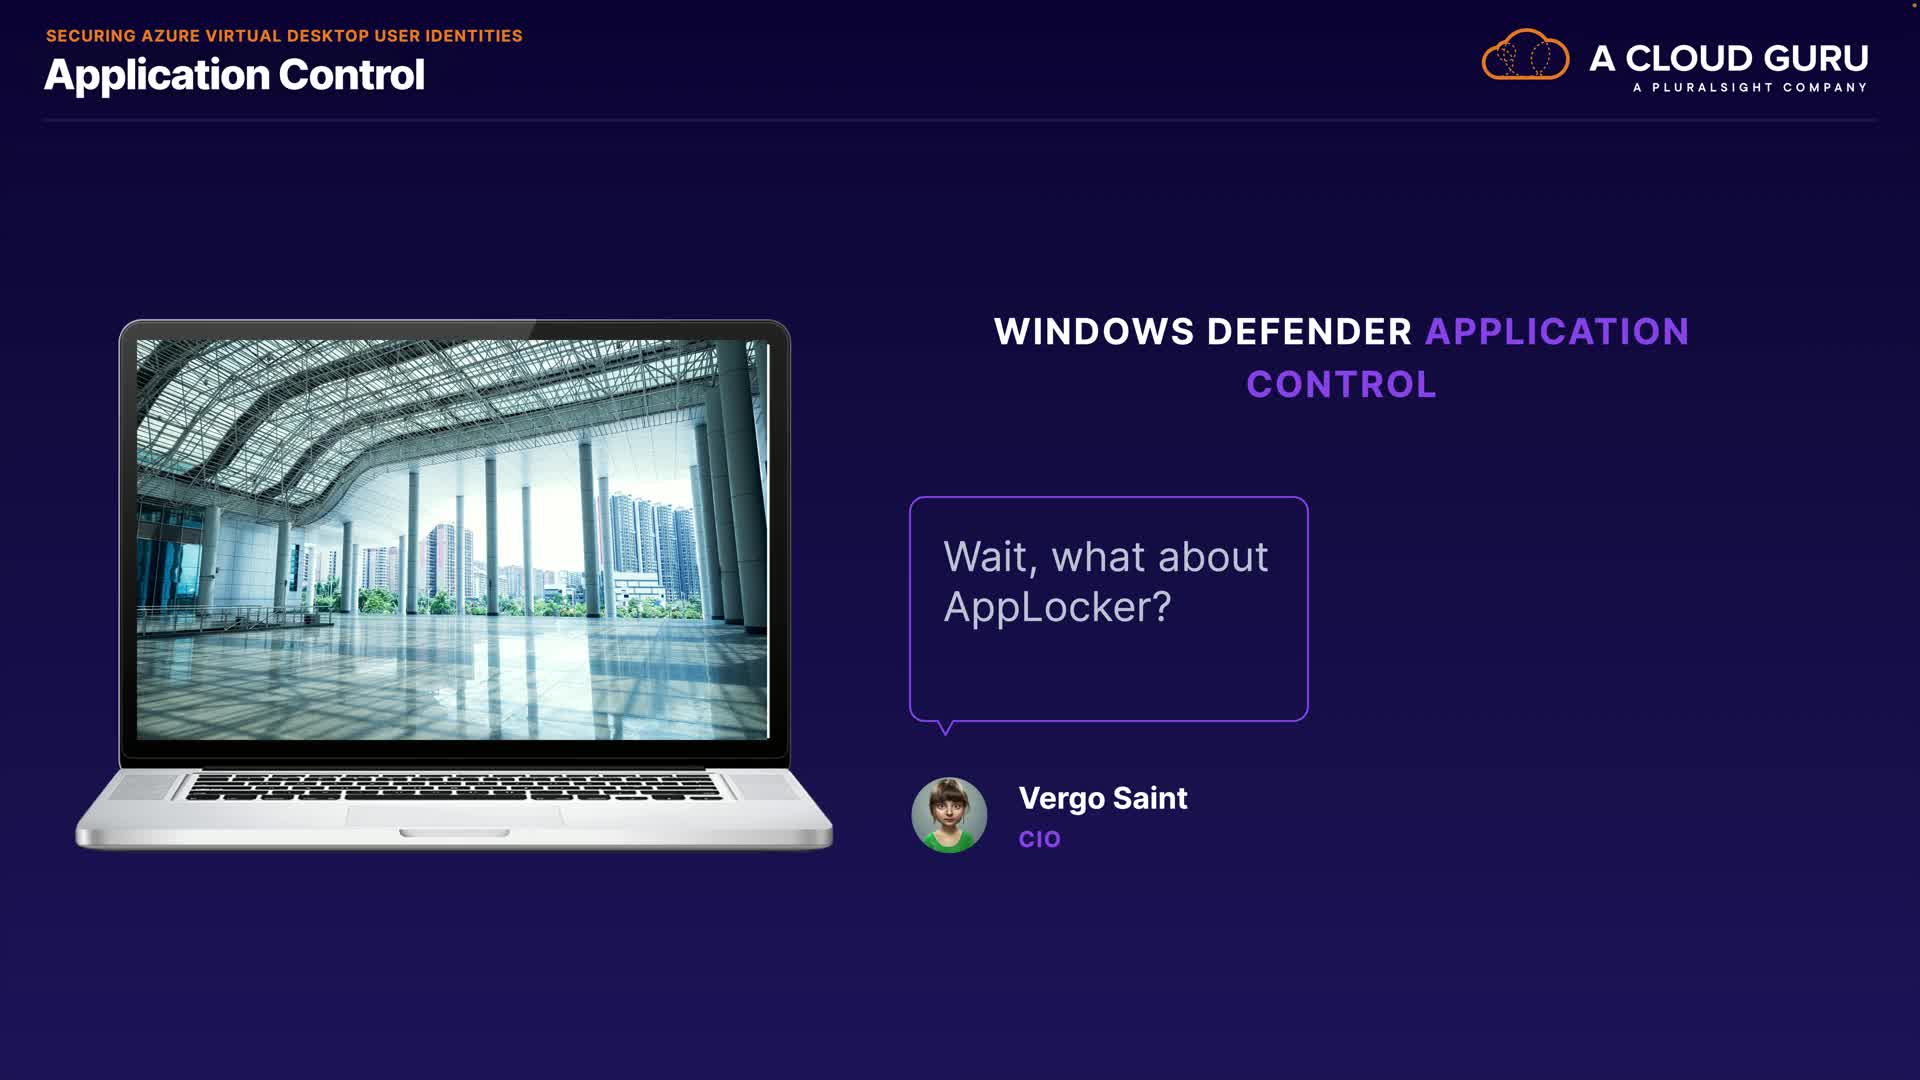 SECURING AZURE VIRTUAL DESKTOP USER IDENTITIES
Application Control
A CLOUD GURU
A PLURALSIGHT COMPANY
WINDOWS DEFENDER APPLICATION
CONTROL
Wait, what about
AppLocker?
Vergo Saint
CIO